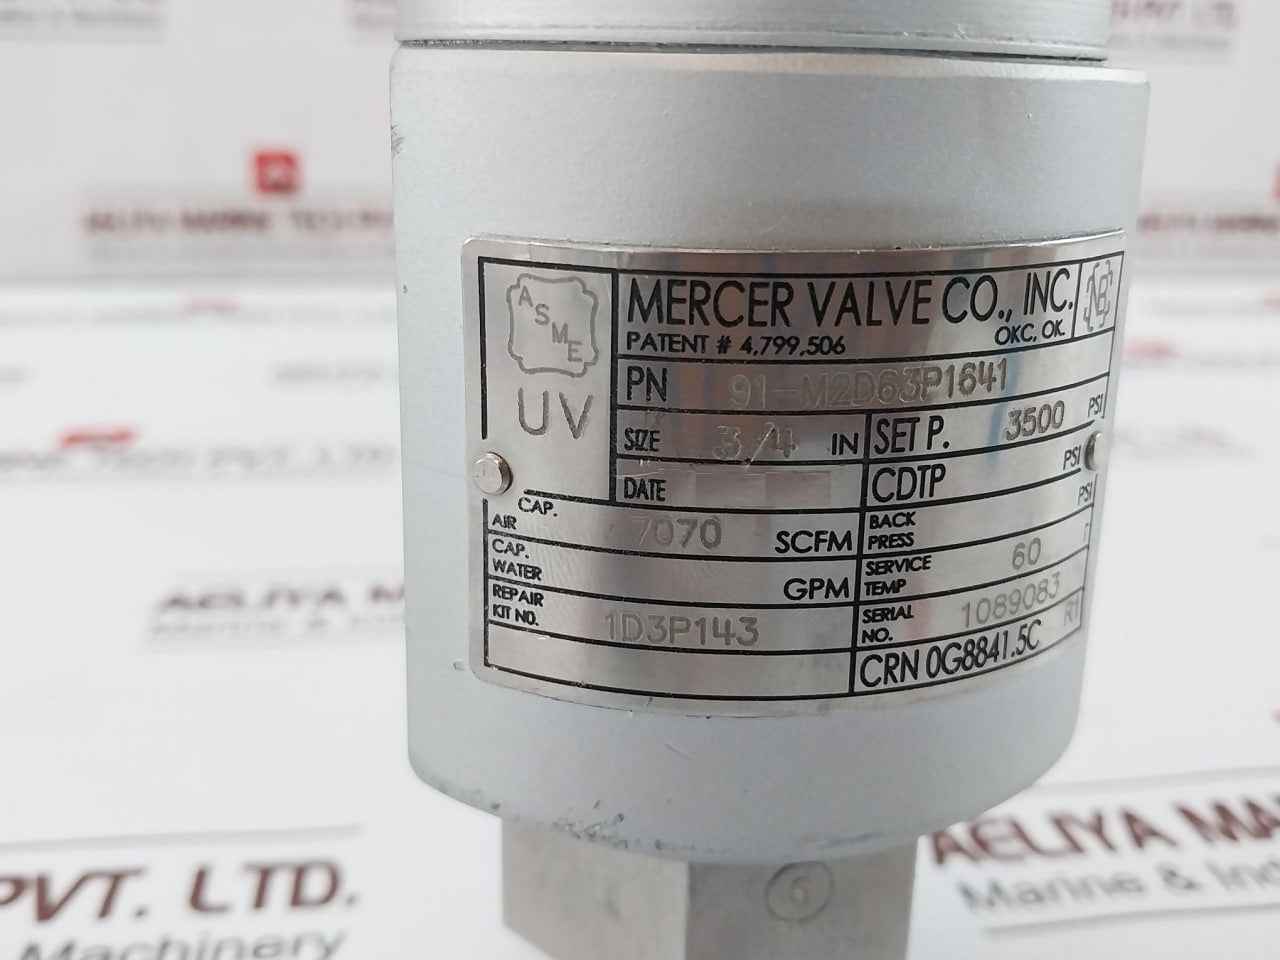 ASME
UV
MERCER VALVE CO., INC.
OKC, OK.
PATENT # 4,799,506
PN 91-M2D63P1641
SIZE 3/4 IN
SET P. 3500 PSI
DATE
CDTP PSI
CAP. AIR 7070 SCFM
BACK PRESS PSI
CAP. WATER GPM
SERVICE TEMP 60
REPAIR KIT NO. 1D3P143
SERIAL NO. 1089083 R1
CRN 0G8841.5C
6
PVT. LTD.
Machinery
AELIYA MA
Marine & Ind